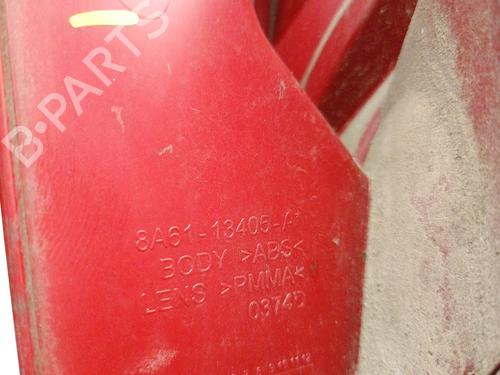 B-PARTS
8A61-13405-A
BODY >ABS<
LENS >PMMA<
0374D